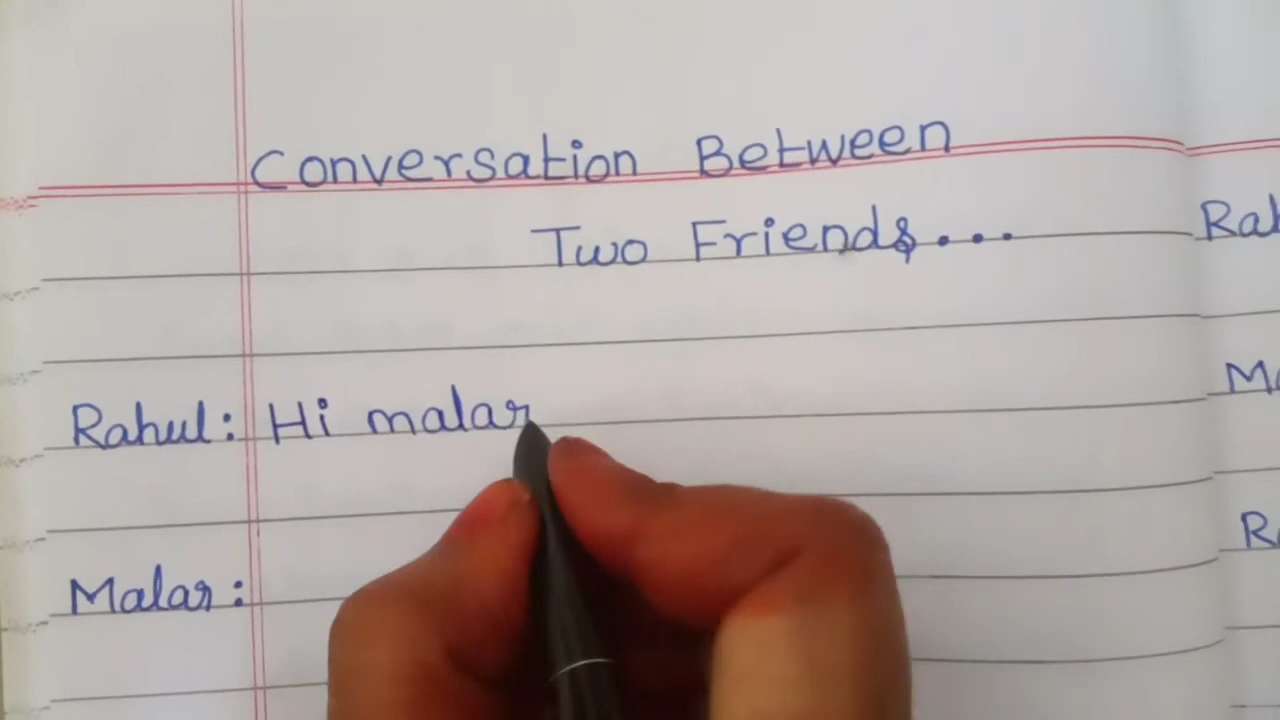 Conversation Between
Two Friends...
Rahul: Hi malar
Malar: